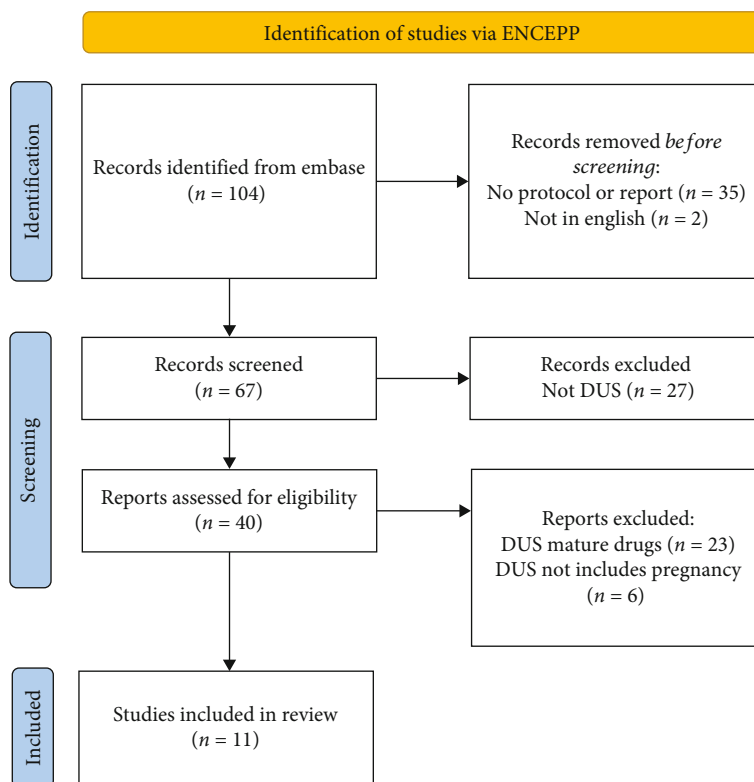 Identification of studies via ENCEPP
Identification
Records identified from embase
(n = 104)
Records removed before
screening:
No protocol or report (n = 35)
Not in english (n = 2)
Screening
Records screened
(n = 67)
Records excluded
Not DUS (n = 27)
Reports assessed for eligibility
(n = 40)
Reports excluded:
DUS mature drugs (n = 23)
DUS not includes pregnancy
(n = 6)
Included
Studies included in review
(n = 11)